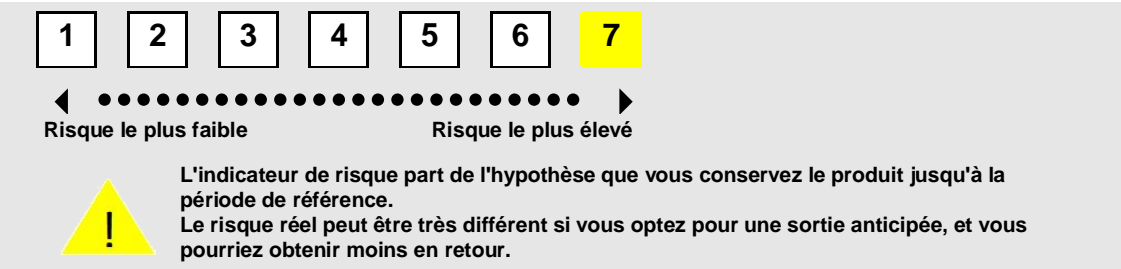 1 2 3 4 5 6 7
Risque le plus faible Risque le plus élevé
L'indicateur de risque part de l'hypothèse que vous conservez le produit jusqu'à la
période de référence.
Le risque réel peut être très différent si vous optez pour une sortie anticipée, et vous
pourriez obtenir moins en retour.
!